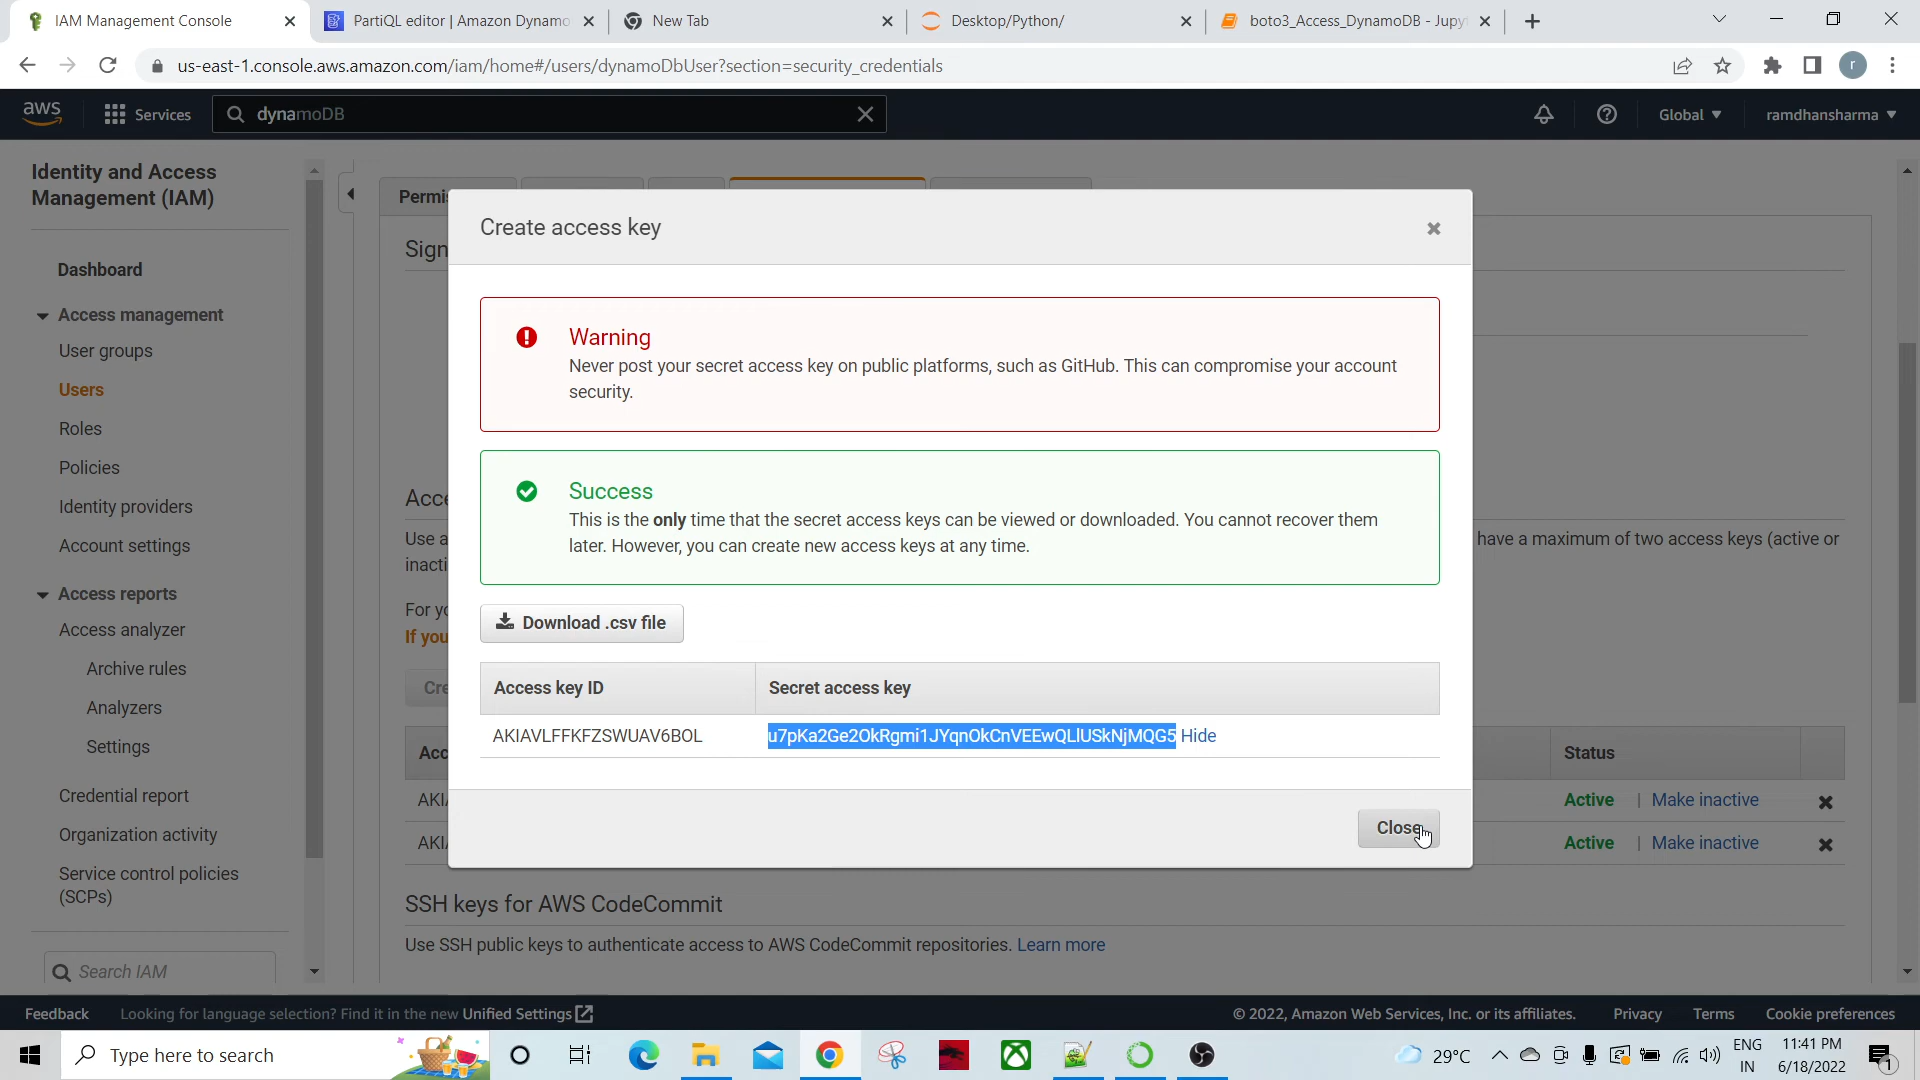 IAM Management Console
PartiQL editor | Amazon Dynamo
New Tab
Desktop/Python/
boto3_Access_DynamoDB - Jupy
us-east-1.console.aws.amazon.com/iam/home#/users/dynamoDbUser?section=security_credentials
r
aws
Services
dynamoDB
Global
ramdhansharma
Identity and Access
Management (IAM)
Dashboard
Access management
User groups
Users
Roles
Policies
Identity providers
Account settings
Access reports
Access analyzer
Archive rules
Analyzers
Settings
Credential report
Organization activity
Service control policies
(SCPs)
Search IAM
Permis
Sign
Acce
Use a
have a maximum of two access keys (active or
inacti
For yo
If you
Cre
Acc
Status
AKI
Active | Make inactive
AKI
Active | Make inactive
Create access key
Warning
Never post your secret access key on public platforms, such as GitHub. This can compromise your account
security.
Success
This is the only time that the secret access keys can be viewed or downloaded. You cannot recover them
later. However, you can create new access keys at any time.
Download .csv file
Access key ID Secret access key
AKIAVLFFKFZSWUAV6BOL u7pKa2Ge2OkRgmi1JYqnOkCnVEEwQLlUSkNjMQG5 Hide
Close
SSH keys for AWS CodeCommit
Use SSH public keys to authenticate access to AWS CodeCommit repositories. Learn more
Feedback
Looking for language selection? Find it in the new Unified Settings
© 2022, Amazon Web Services, Inc. or its affiliates.
Privacy
Terms
Cookie preferences
Type here to search
29°C
ENG
IN
11:41 PM
6/18/2022
1